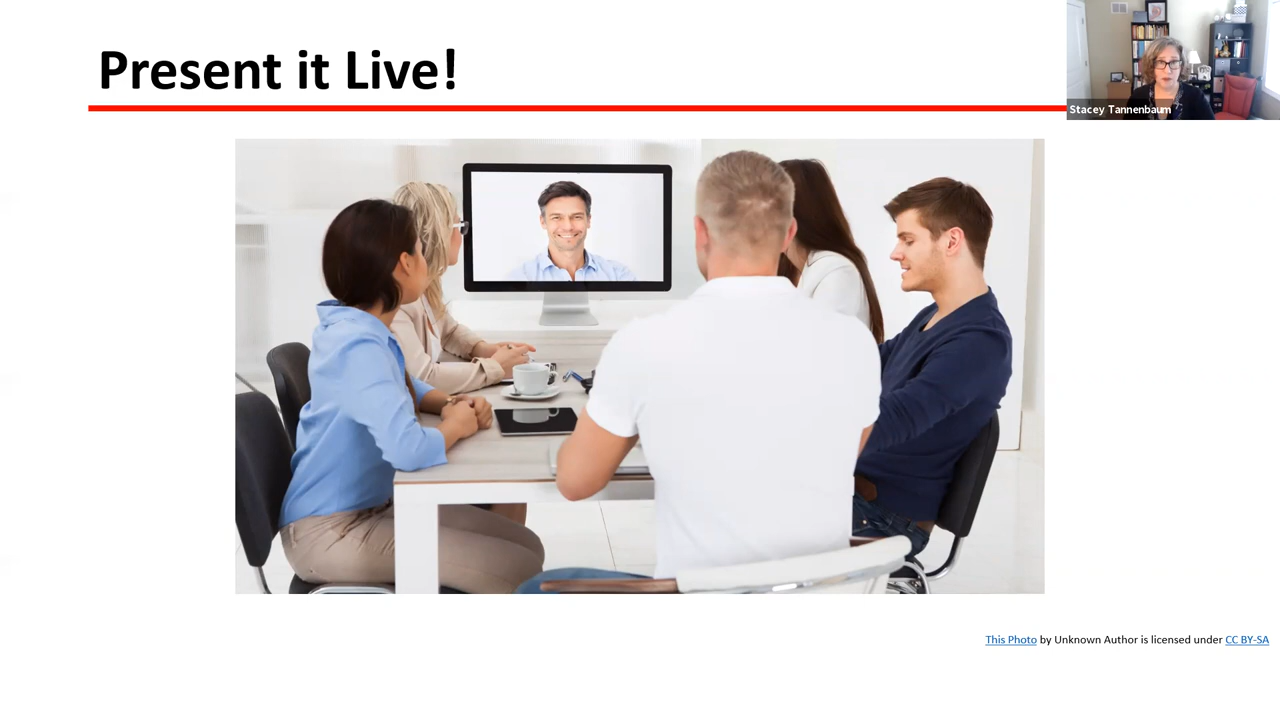 Present it Live!
Stacey Tannenbaum
This Photo by Unknown Author is licensed under CC BY-SA